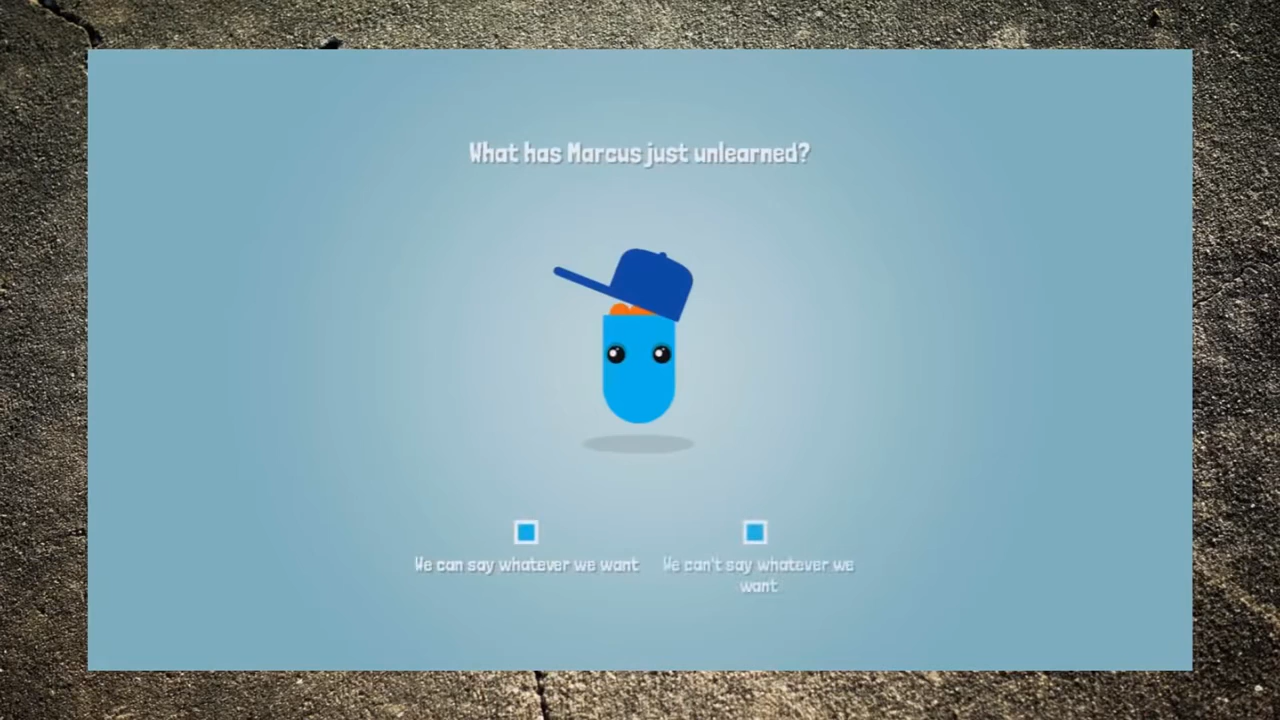 What has Marcus just unlearned?
We can say whatever we want
We can't say whatever we
want